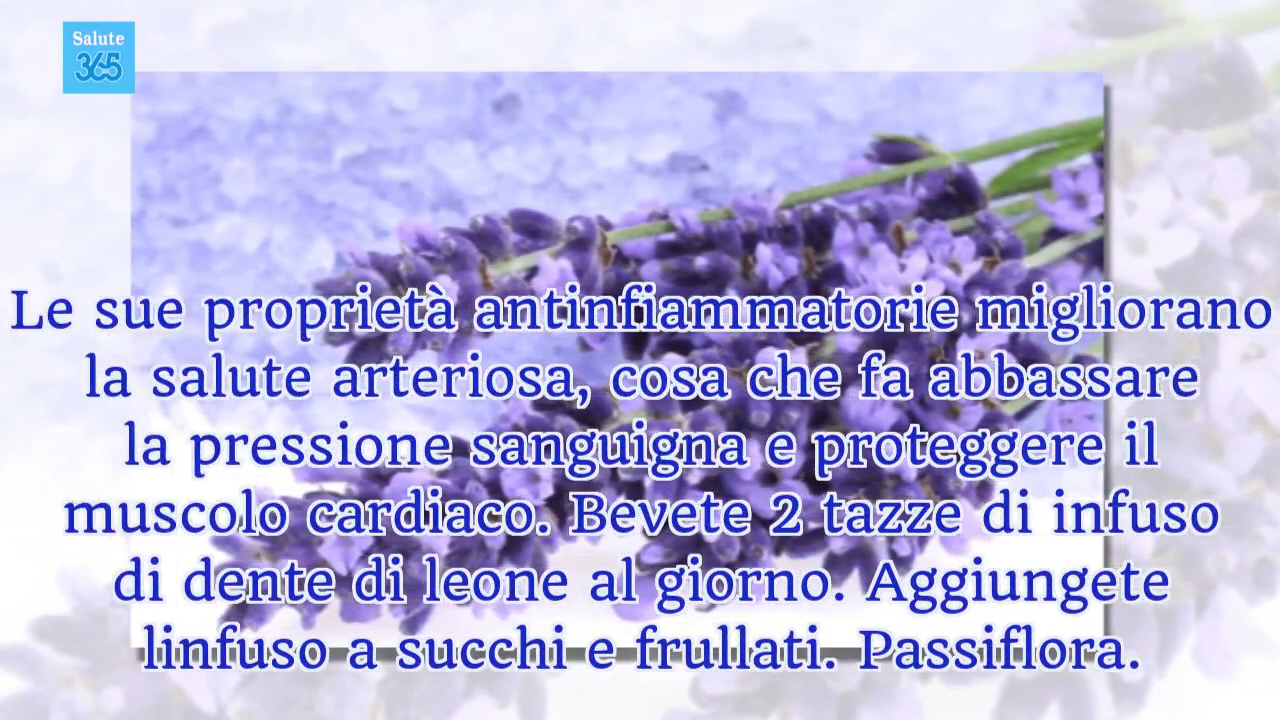 Salute
365
Le sue proprietà antinfiammatorie migliorano
la salute arteriosa, cosa che fa abbassare
la pressione sanguigna e proteggere il
muscolo cardiaco. Bevete 2 tazze di infuso
di dente di leone al giorno. Aggiungete
linfuso a succhi e frullati. Passiflora.